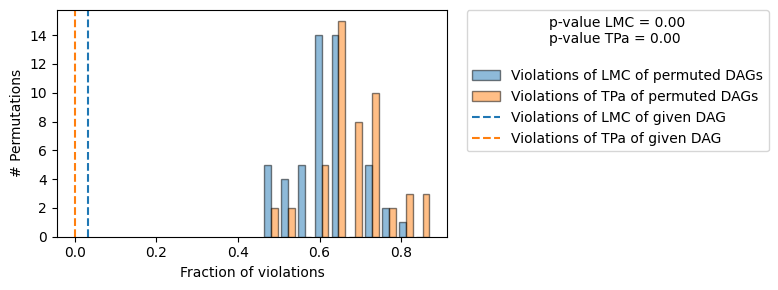 14
12
10
8
6
4
2
0
# Permutations
0.0 0.2 0.4 0.6 0.8
Fraction of violations
p-value LMC = 0.00
p-value TPa = 0.00
Violations of LMC of permuted DAGs
Violations of TPa of permuted DAGs
Violations of LMC of given DAG
Violations of TPa of given DAG